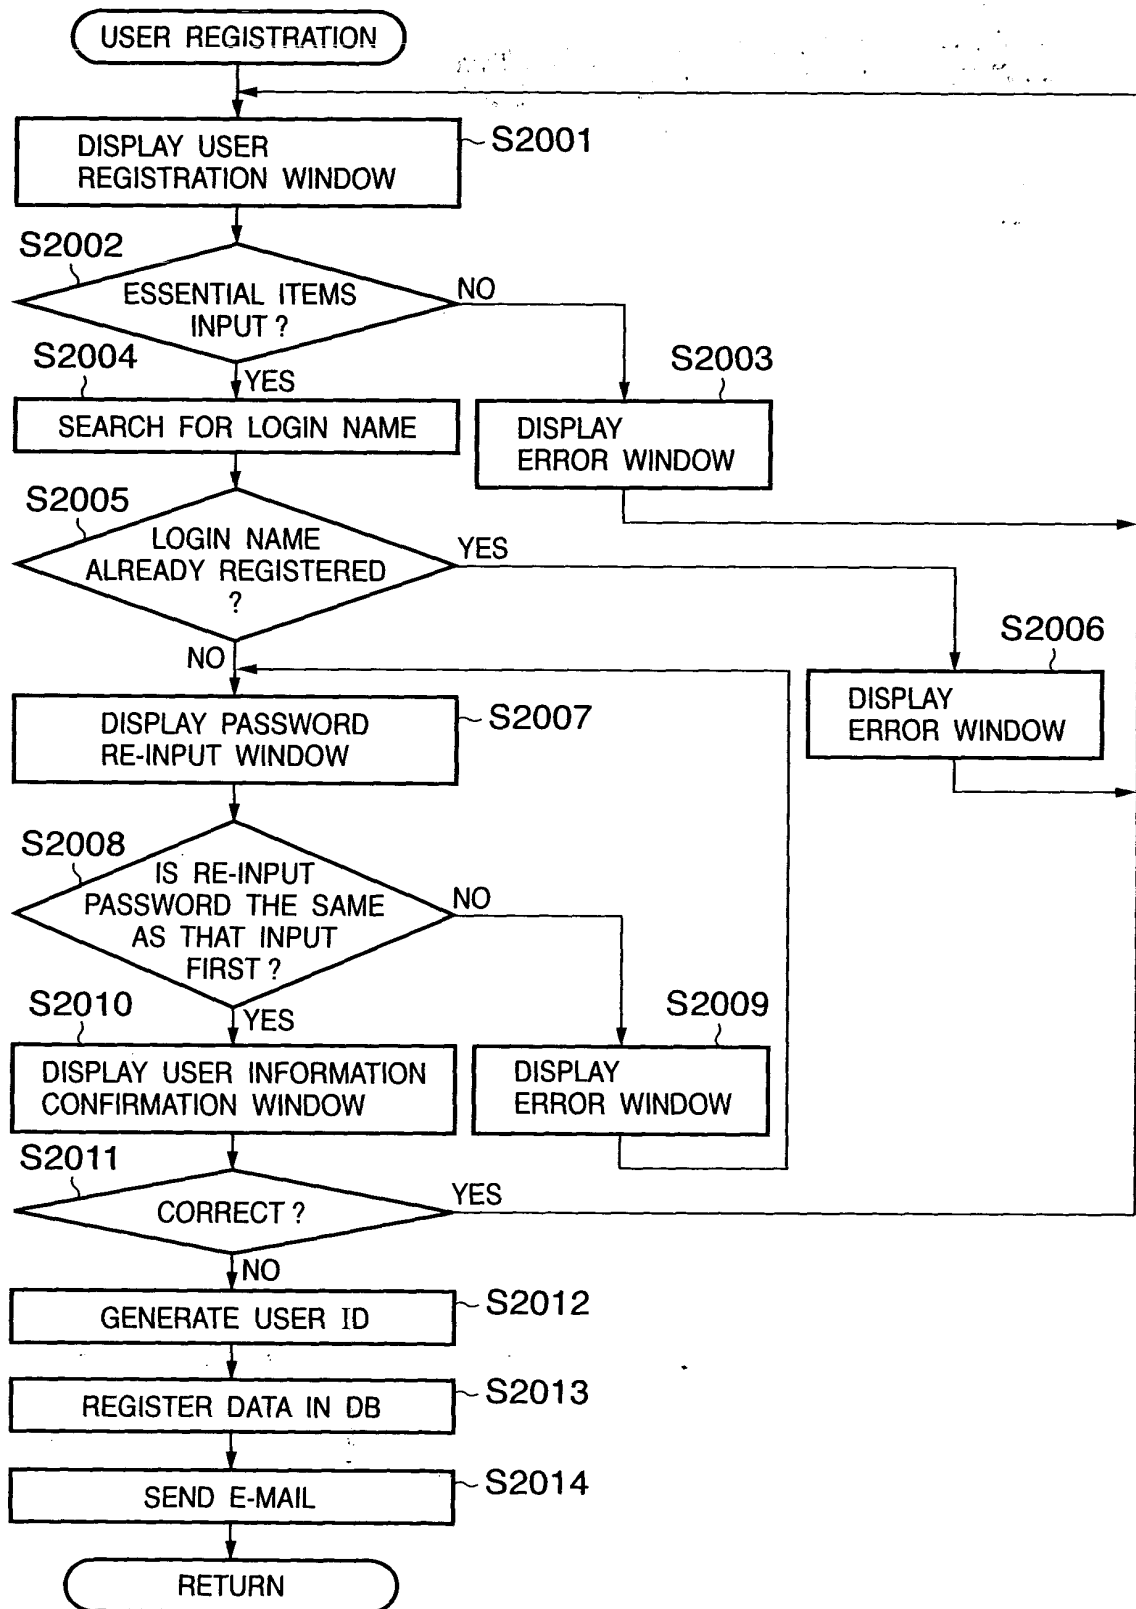 USER REGISTRATION
S2001
DISPLAY USER
REGISTRATION WINDOW
S2002
ESSENTIAL ITEMS
INPUT ?
NO
YES
S2003
DISPLAY
ERROR WINDOW
S2004
SEARCH FOR LOGIN NAME
S2005
LOGIN NAME
ALREADY REGISTERED
?
YES
NO
S2006
DISPLAY
ERROR WINDOW
S2007
DISPLAY PASSWORD
RE-INPUT WINDOW
S2008
IS RE-INPUT
PASSWORD THE SAME
AS THAT INPUT
FIRST ?
NO
YES
S2009
DISPLAY
ERROR WINDOW
S2010
DISPLAY USER INFORMATION
CONFIRMATION WINDOW
S2011
CORRECT ?
YES
NO
GENERATE USER ID
S2012
REGISTER DATA IN DB
S2013
SEND E-MAIL
S2014
RETURN